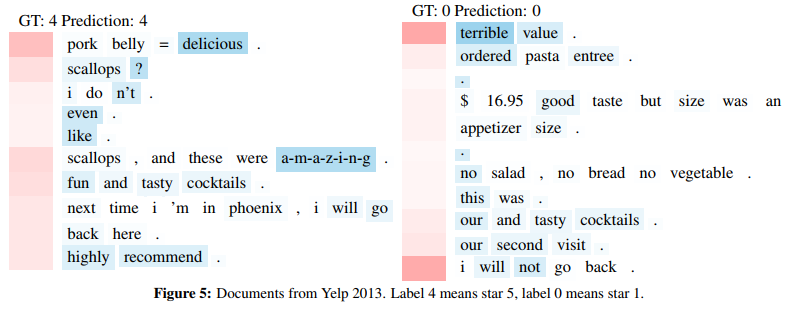 GT: 4 Prediction: 4
pork belly = delicious .
scallops ?
i do n't .
even .
like .
scallops , and these were a-m-a-z-i-n-g .
fun and tasty cocktails .
next time i 'm in phoenix , i will go
back here .
highly recommend .
GT: 0 Prediction: 0
terrible value .
ordered pasta entree .
.
$ 16.95 good taste but size was an
appetizer size .
.
no salad , no bread no vegetable .
this was .
our and tasty cocktails .
our second visit .
i will not go back .
Figure 5: Documents from Yelp 2013. Label 4 means star 5, label 0 means star 1.